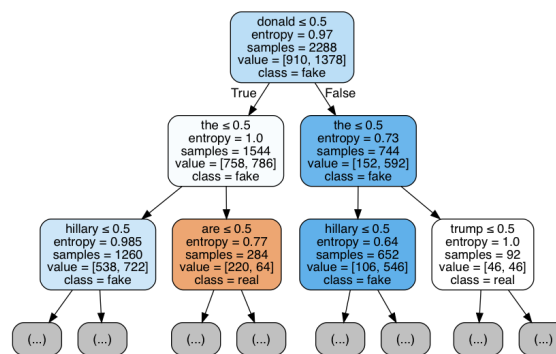 donald ≤ 0.5
entropy = 0.97
samples = 2288
value = [910, 1378]
class = fake
True
False
the ≤ 0.5
entropy = 1.0
samples = 1544
value = [758, 786]
class = fake
the ≤ 0.5
entropy = 0.73
samples = 744
value = [152, 592]
class = fake
hillary ≤ 0.5
entropy = 0.985
samples = 1260
value = [538, 722]
class = fake
are ≤ 0.5
entropy = 0.77
samples = 284
value = [220, 64]
class = real
hillary ≤ 0.5
entropy = 0.64
samples = 652
value = [106, 546]
class = fake
trump ≤ 0.5
entropy = 1.0
samples = 92
value = [46, 46]
class = real
(...)
(...)
(...)
(...)
(...)
(...)
(...)
(...)